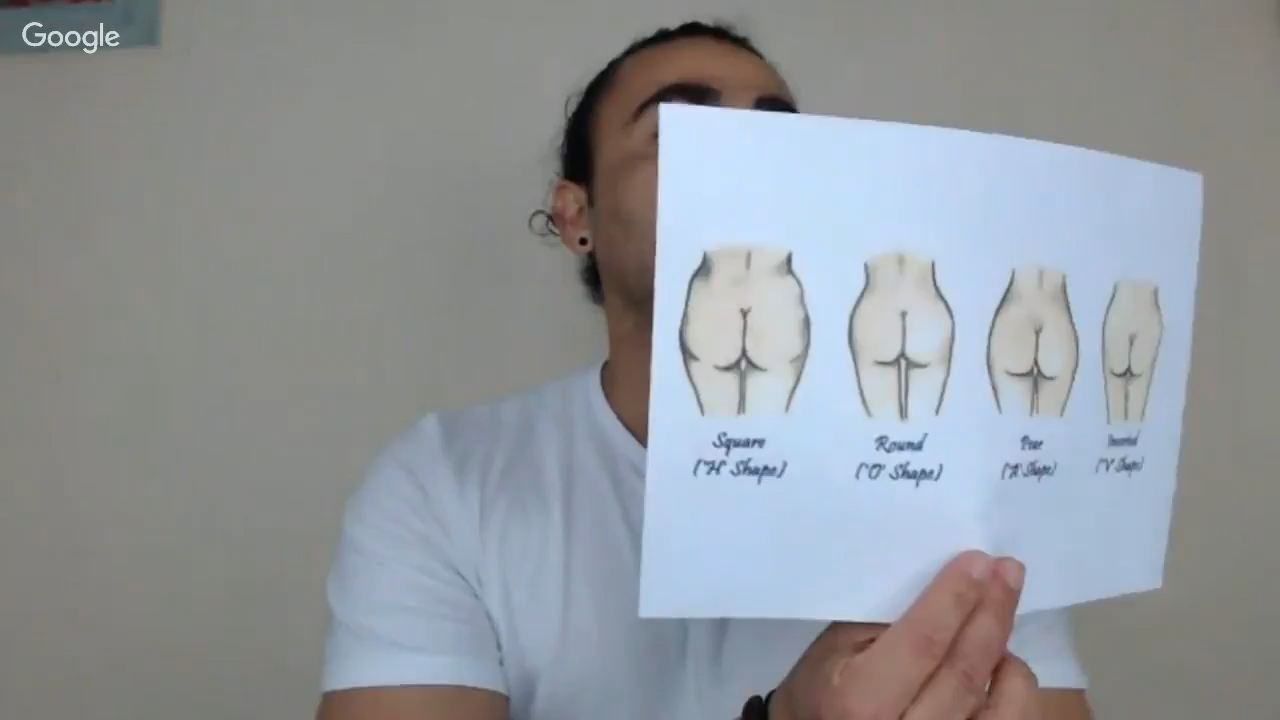 Google
Square
("H" Shape)
Round
("O" Shape)
Pear
("A" Shape)
Inverted
("V" Shape)